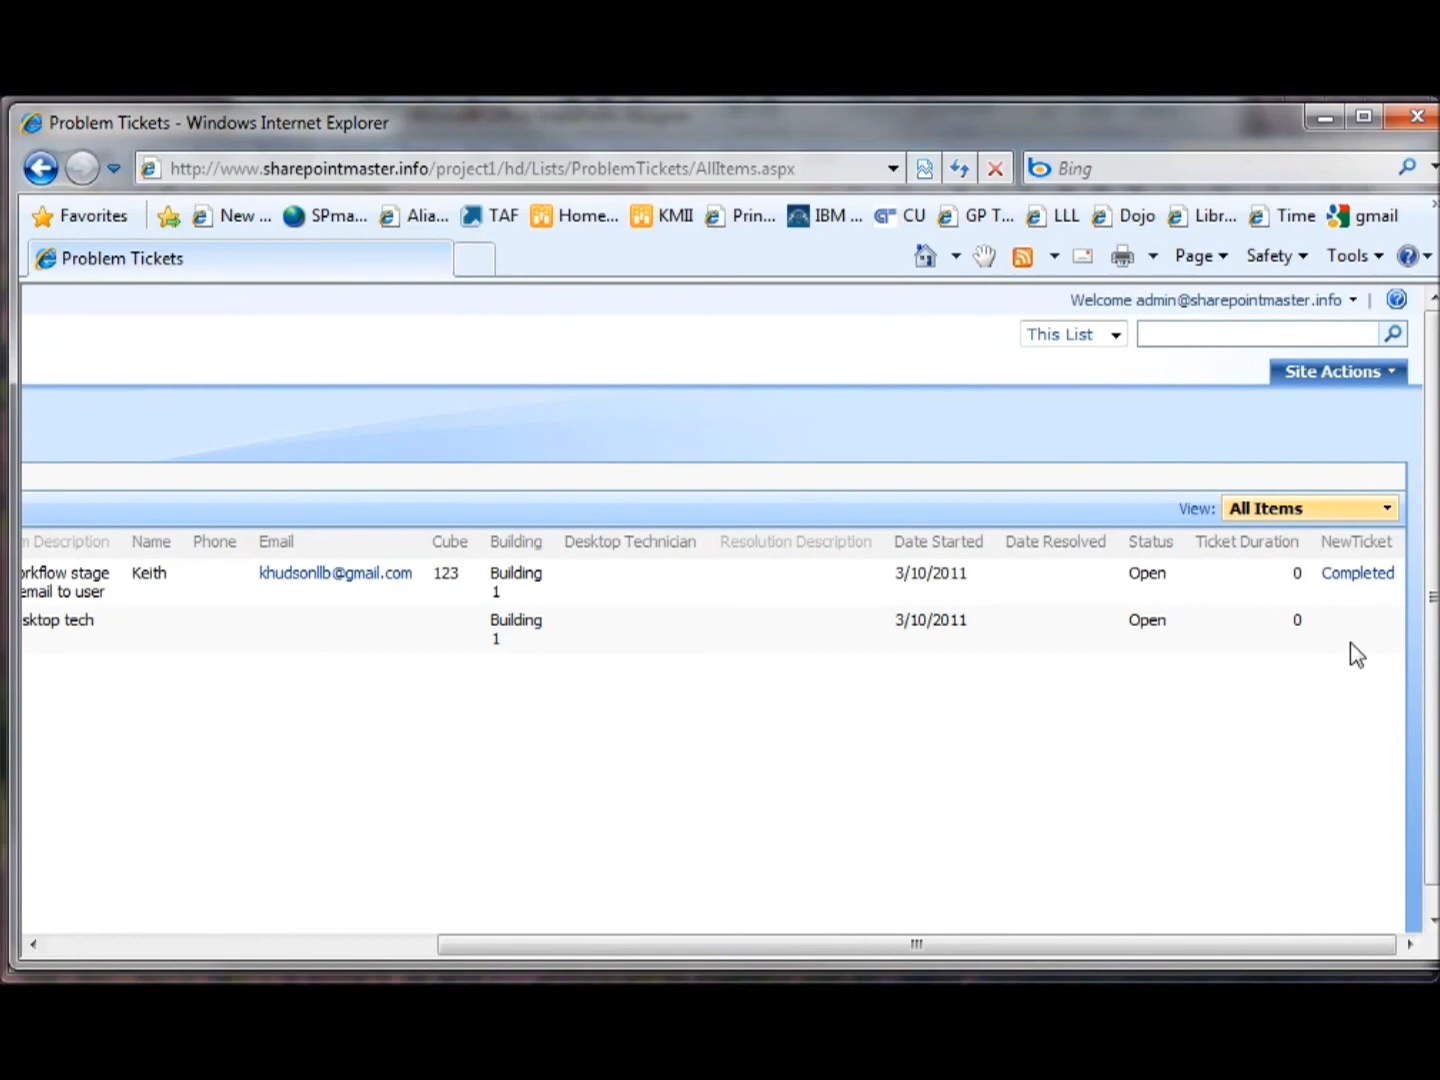 Problem Tickets - Windows Internet Explorer
http://www.sharepointmaster.info/project1/hd/Lists/ProblemTickets/AllItems.aspx
Bing
Favorites New ... SPma... Alia... TAF Home... KMII Prin... IBM ... CU GP T... LLL Dojo Libr... Time gmail
Problem Tickets
Page Safety Tools
Welcome admin@sharepointmaster.info
This List
Site Actions
View: All Items
Description Name Phone Email Cube Building Desktop Technician Resolution Description Date Started Date Resolved Status Ticket Duration NewTicket
orkflow stage Keith khudsonllb@gmail.com 123 Building 3/10/2011 Open 0 Completed
email to user 1
sktop tech Building 3/10/2011 Open 0
1